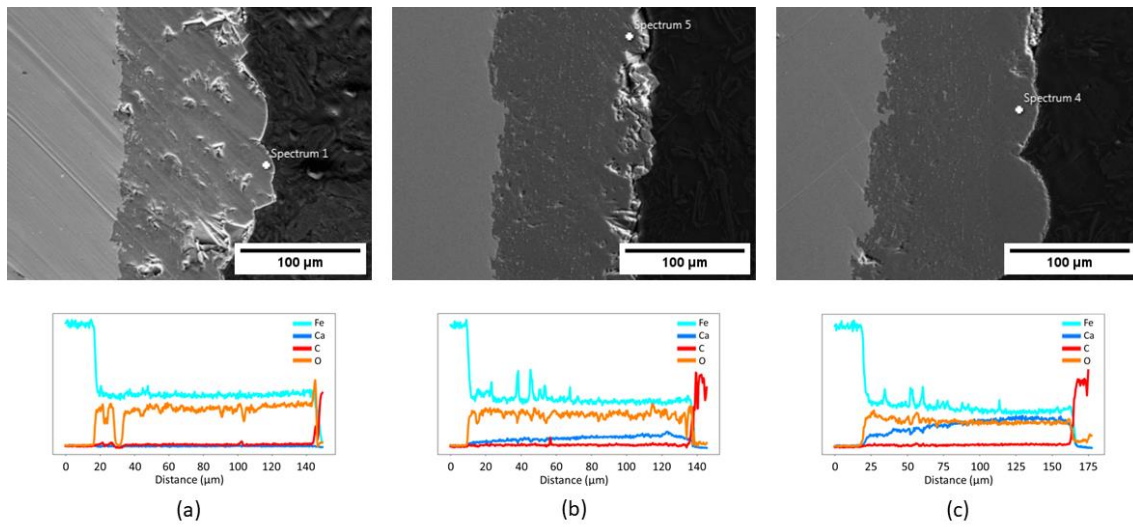 Spectrum 1
100 µm
Spectrum 5
100 µm
Spectrum 4
100 µm
Fe
Ca
C
O
0 20 40 60 80 100 120 140
Distance (µm)
(a)
Fe
Ca
C
O
0 20 40 60 80 100 120 146
Distance (µm)
(b)
Fe
Ca
C
O
0 25 50 75 100 125 150 175
Distance (µm)
(c)